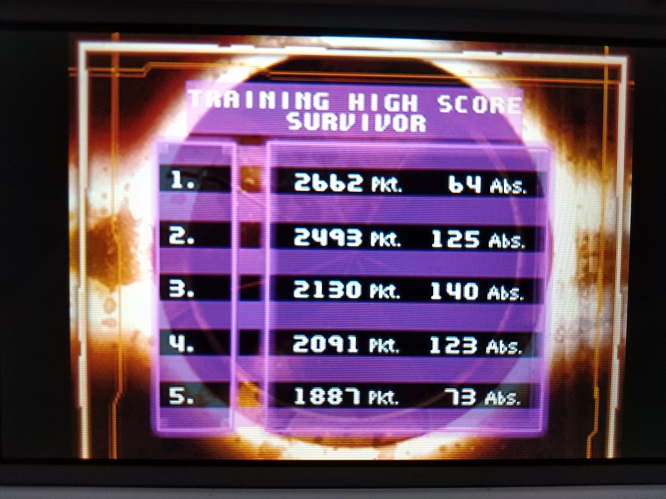 TRAINING HIGH SCORE
SURVIVOR
1. 2662 Pkt. 64 Abs.
2. 2493 Pkt. 125 Abs.
3. 2130 Pkt. 140 Abs.
4. 2091 Pkt. 123 Abs.
5. 1887 Pkt. 73 Abs.